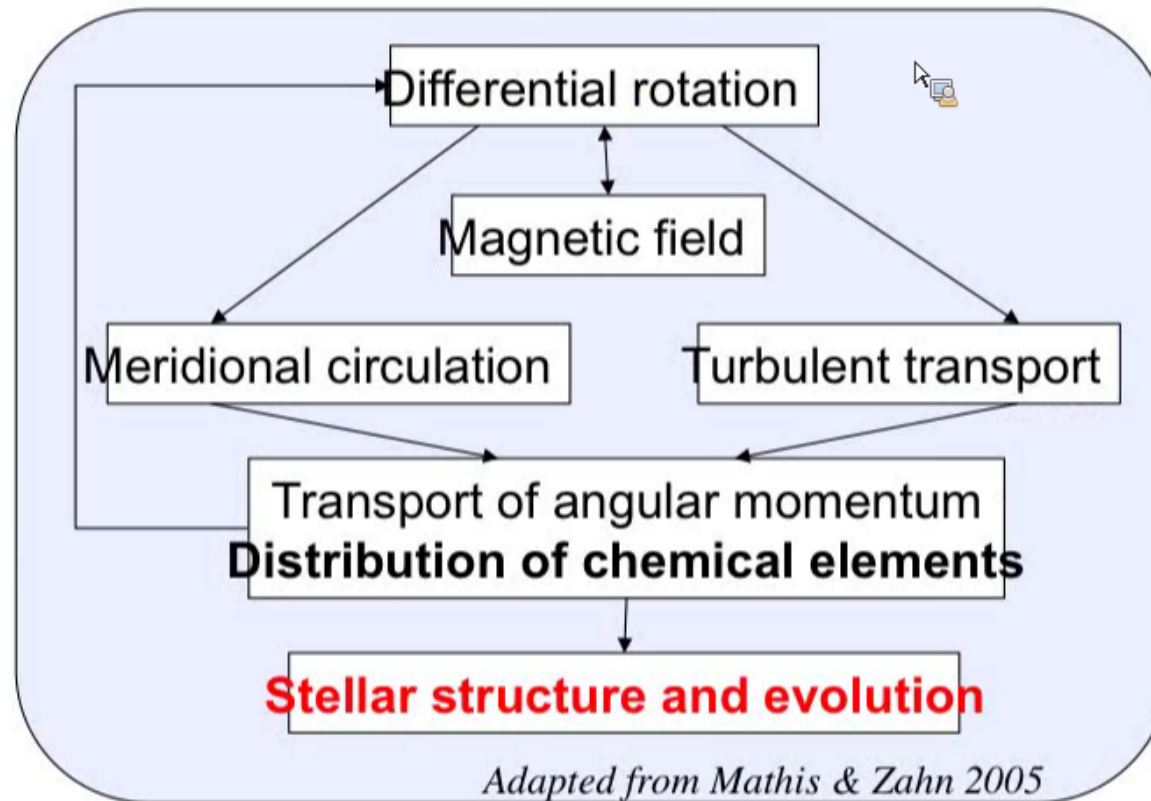 Differential rotation
Magnetic field
Meridional circulation
Turbulent transport
Transport of angular momentum
Distribution of chemical elements
Stellar structure and evolution
Adapted from Mathis & Zahn 2005